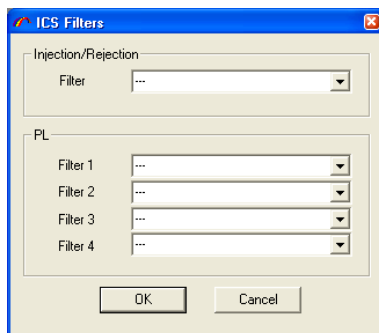 ICS Filters
Injection/Rejection
Filter ---
PL
Filter 1 ---
Filter 2 ---
Filter 3 ---
Filter 4 ---
OK Cancel